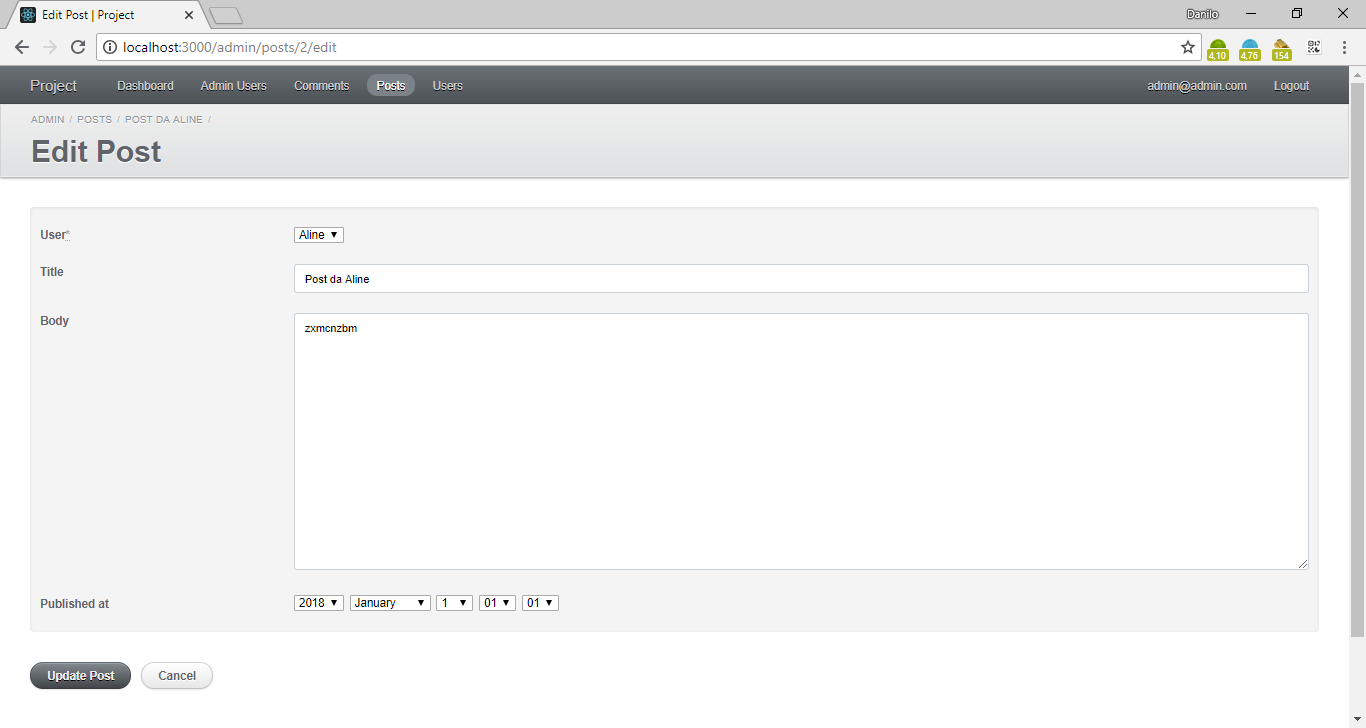 Edit Post | Project
Danilo
localhost:3000/admin/posts/2/edit
4,10 4,76 154
Project Dashboard Admin Users Comments Posts Users admin@admin.com Logout
ADMIN / POSTS / POST DA ALINE /
Edit Post
User* Aline
Title Post da Aline
Body zxmcnzbm
Published at 2018 January 1 01 01
Update Post Cancel